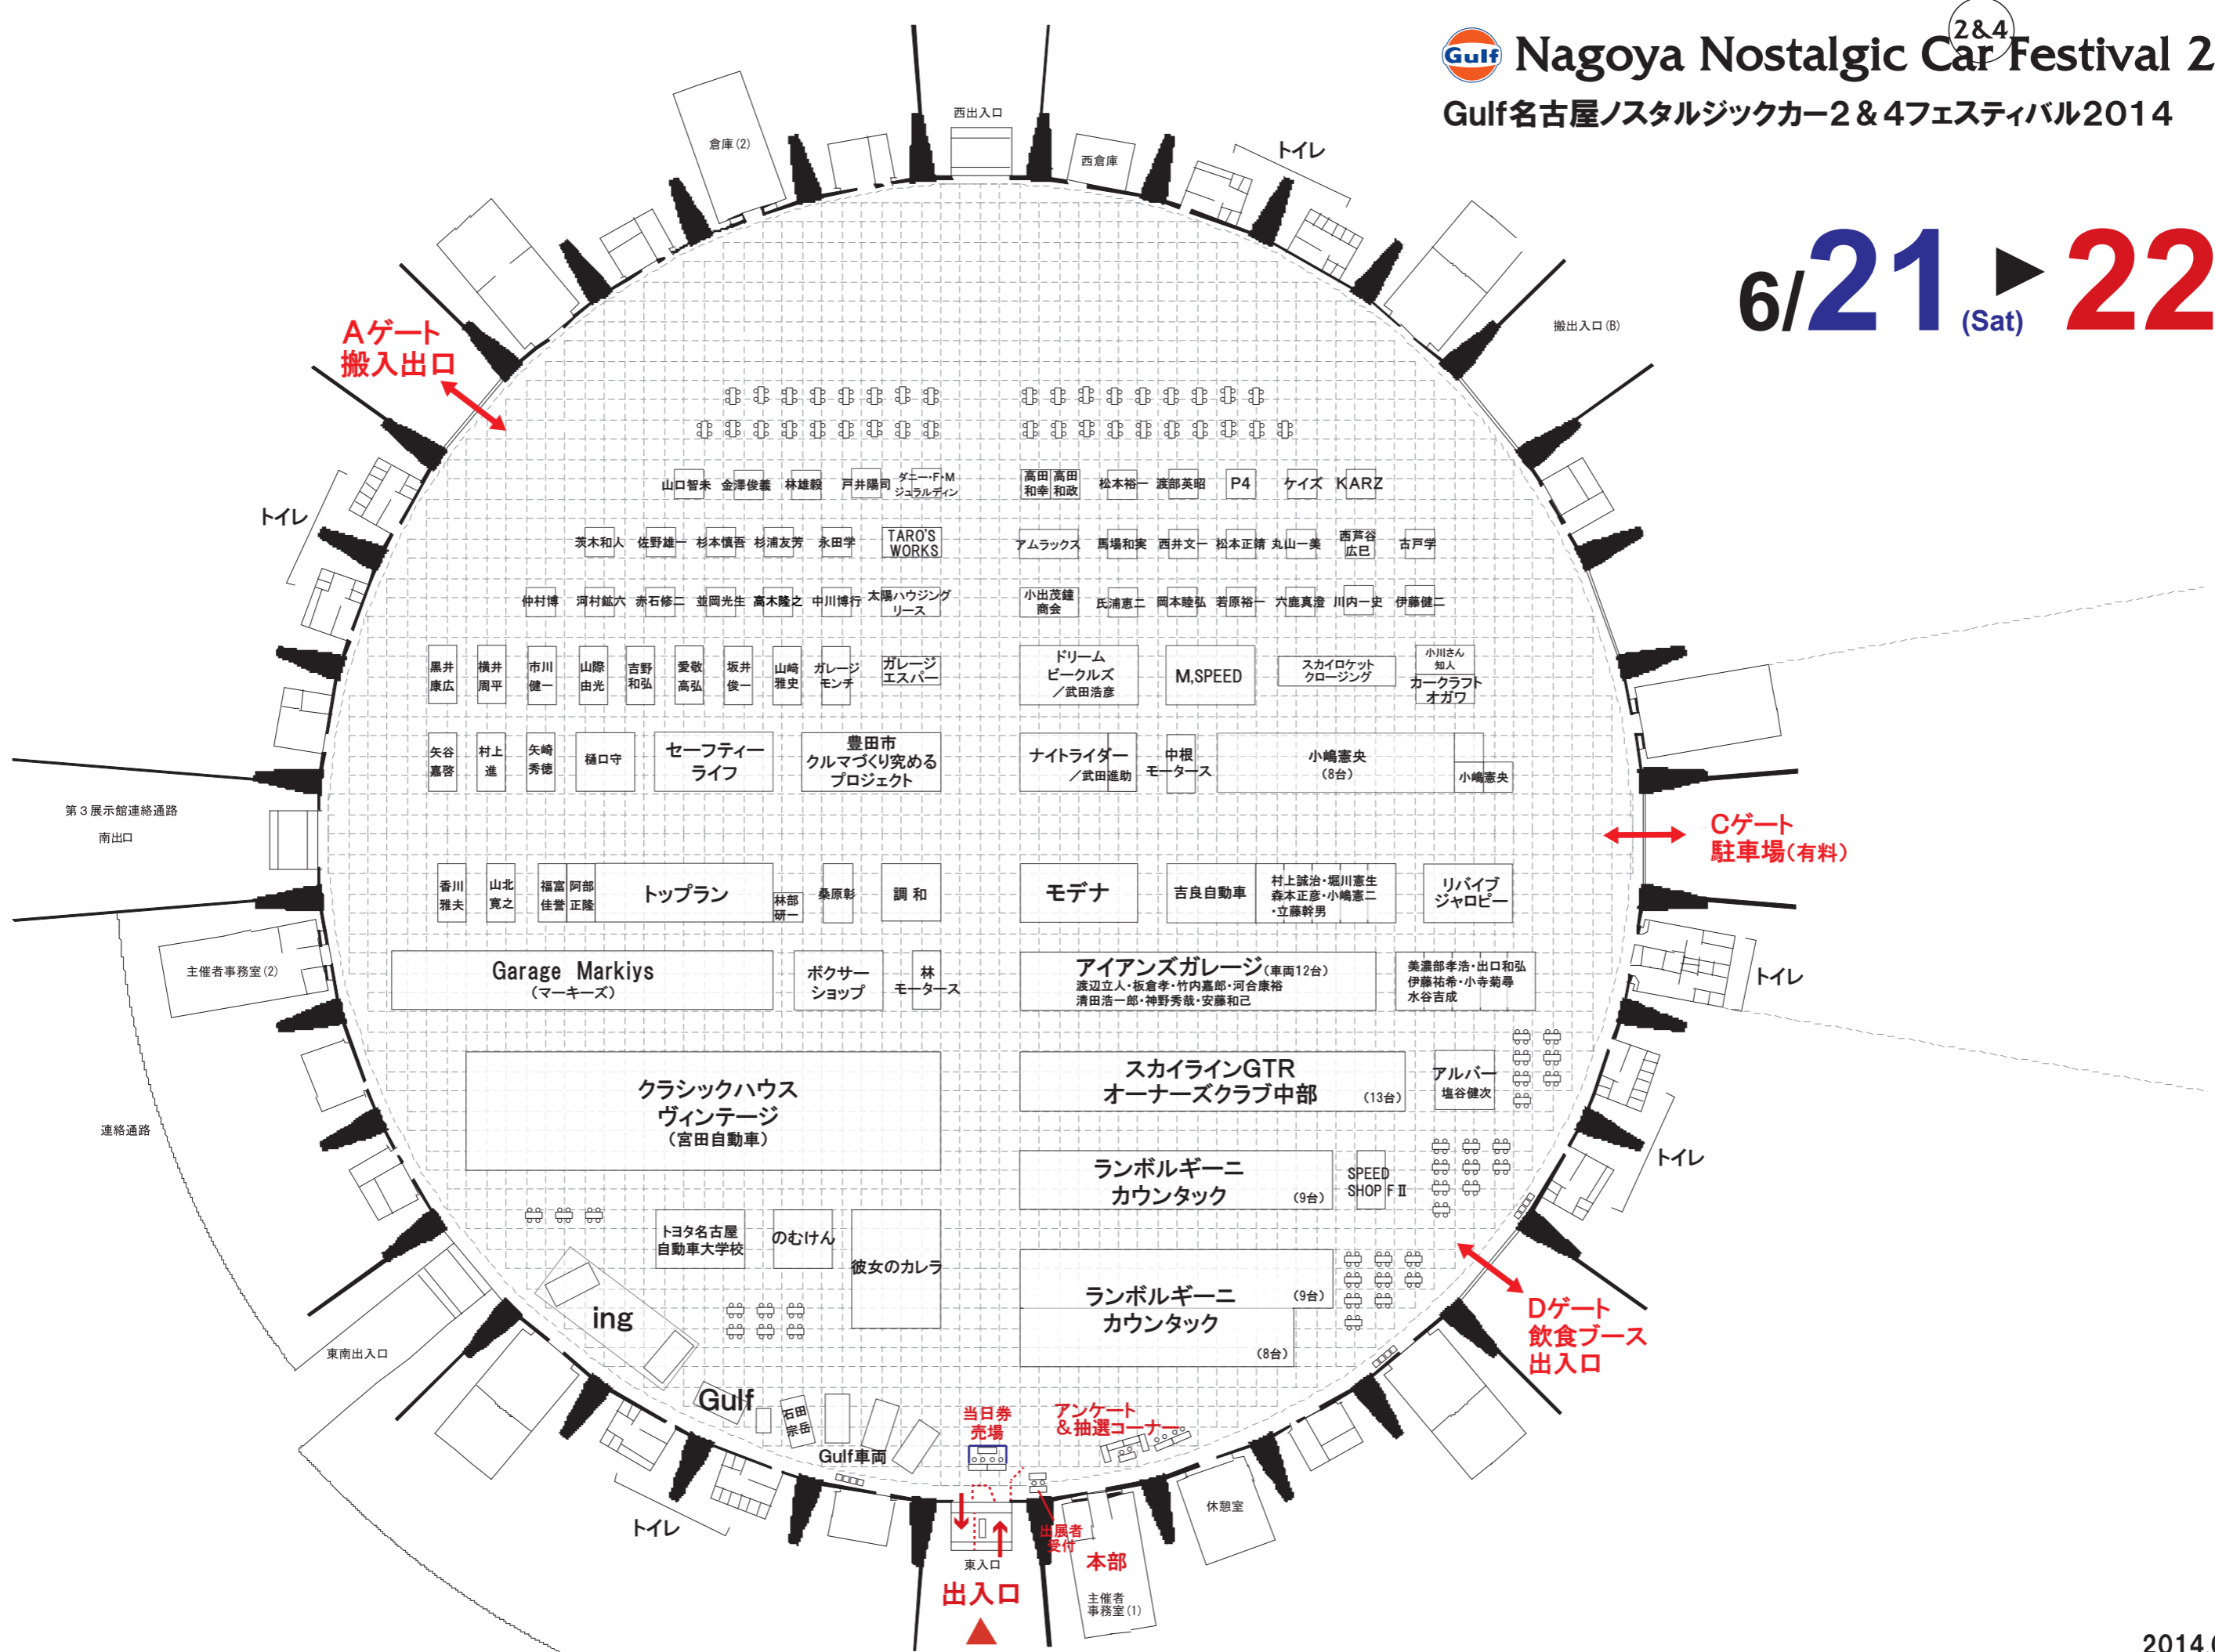 2&4
Gulf Nagoya Nostalgic Car Festival 2
Gulf名古屋ノスタルジックカー2&4フェスティバル2014
6/21(Sat)▶22
西出入口
倉庫(2)
西倉庫
トイレ
搬出入口(B)
Aゲート
搬入出口
トイレ
山口智未 金澤俊義 林雄毅 戸井陽司 ダニー・F・M
ジュラルディン
高田
和幸
高田
和政
松本裕一 渡部英昭 P4 ケイズ KARZ
茨木和人 佐野雄一 杉本慎吾 杉浦友芳 永田学 TARO'S
WORKS
アムラックス 馬場和実 西井文一 松本正靖 丸山一美 西芦谷
広巳
古戸学
仲村博 河村鉱六 赤石修二 並岡光生 高木隆之 中川博行 太陽ハウジング
リース
小出茂鐘
商会
氏浦恵二 岡本睦弘 若原裕一 六鹿真澄 川内一史 伊藤健二
黒井
康広
横井
周平
市川
健一
山際
由光
吉野
和弘
愛敬
高弘
坂井
俊一
山﨑
雅史
ガレージ
モンチ
ガレージ
エスパー
ドリーム
ビークルズ
／武田浩彦
M,SPEED
スカイロケット
クロージング
小川さん
知人
カークラフト
オガワ
矢谷
嘉啓
村上
進
矢崎
秀徳
樋口守
セーフティー
ライフ
豊田市
クルマづくり究める
プロジェクト
ナイトライダー
／武田進助
中根
モータース
小嶋憲央
(8台)
小嶋憲央
第３展示館連絡通路
南出口
Cゲート
駐車場(有料)
香川
雅夫
山北
寛之
福富
佳誉
阿部
正隆
トップラン
林部
研一
桑原彰
調 和
モデナ
吉良自動車
村上誠治・堀川憲生
森本正彦・小嶋憲二
・立藤幹男
リバイブ
ジャロピー
主催者事務室(2)
Garage Markiys
(マーキーズ)
ボクサー
ショップ
林
モータース
アイアンズガレージ(車両12台)
渡辺立人・板倉孝・竹内嘉郎・河合康裕
清田浩一郎・神野秀哉・安藤和己
美濃部孝浩・出口和弘
伊藤祐希・小寺菊尋
水谷吉成
トイレ
連絡通路
クラシックハウス
ヴィンテージ
(宮田自動車)
スカイラインGTR
オーナーズクラブ中部
(13台)
アルバー
塩谷健次
ランボルギーニ
カウンタック
(9台)
SPEED
SHOP FⅡ
トイレ
トヨタ名古屋
自動車大学校
のむけん
彼女のカレラ
ランボルギーニ
カウンタック
(9台)
(8台)
ing
Dゲート
飲食ブース
出入口
東南出入口
Gulf
石田
宗岳
Gulf車両
当日券
売場
アンケート
&抽選コーナー
トイレ
休憩室
出展者
受付
東入口
本部
出入口
主催者
事務室(1)